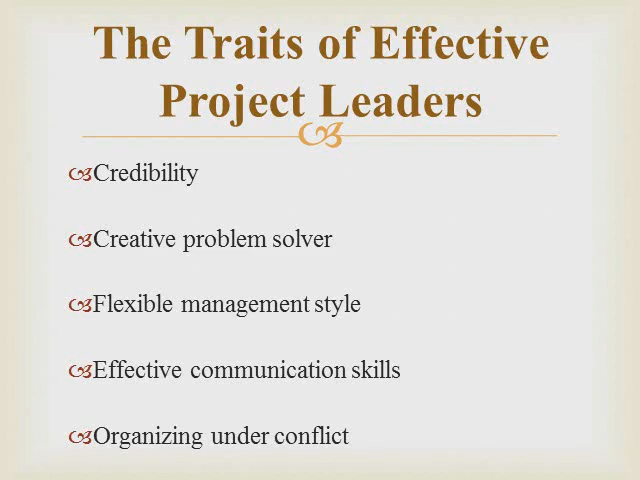 The Traits of Effective
Project Leaders
Credibility
Creative problem solver
Flexible management style
Effective communication skills
Organizing under conflict